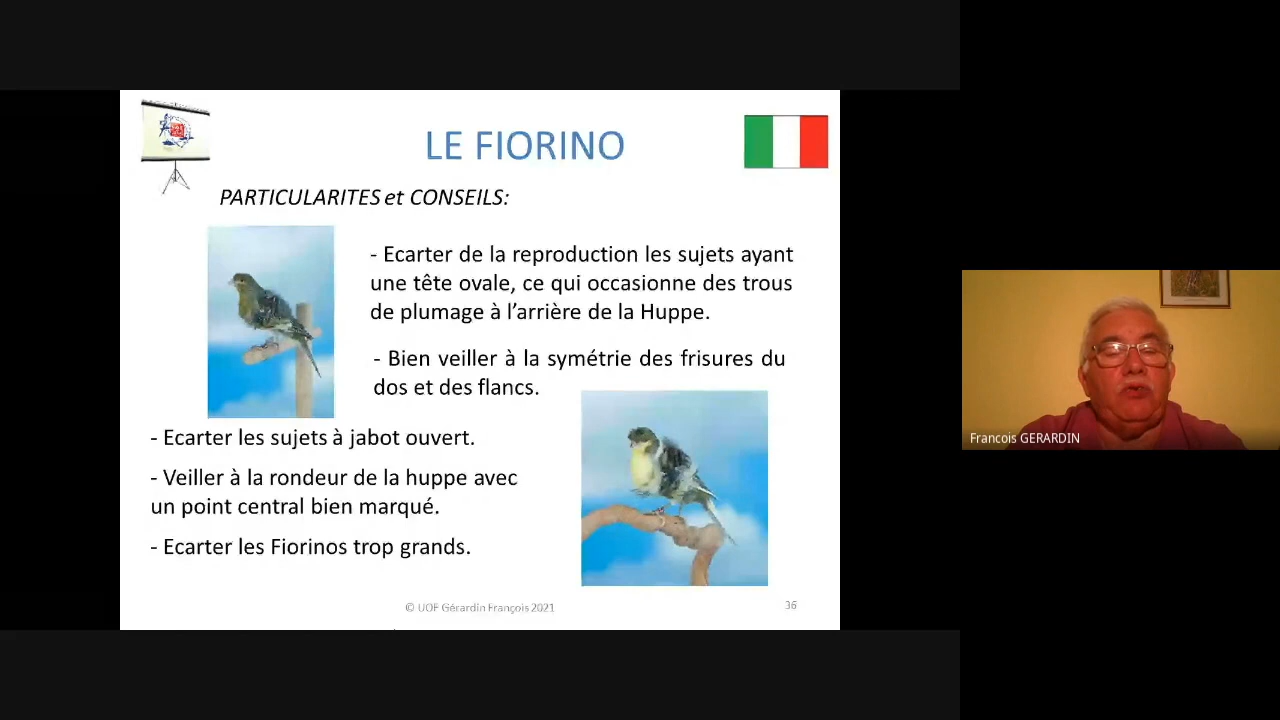 LE FIORINO
PARTICULARITES et CONSEILS:
- Ecarter de la reproduction les sujets ayant
une tête ovale, ce qui occasionne des trous
de plumage à l’arrière de la Huppe.
- Bien veiller à la symétrie des frisures du
dos et des flancs.
- Ecarter les sujets à jabot ouvert.
- Veiller à la rondeur de la huppe avec
un point central bien marqué.
- Ecarter les Fiorinos trop grands.
© UOF Gérardin François 2021
36
Francois GERARDIN